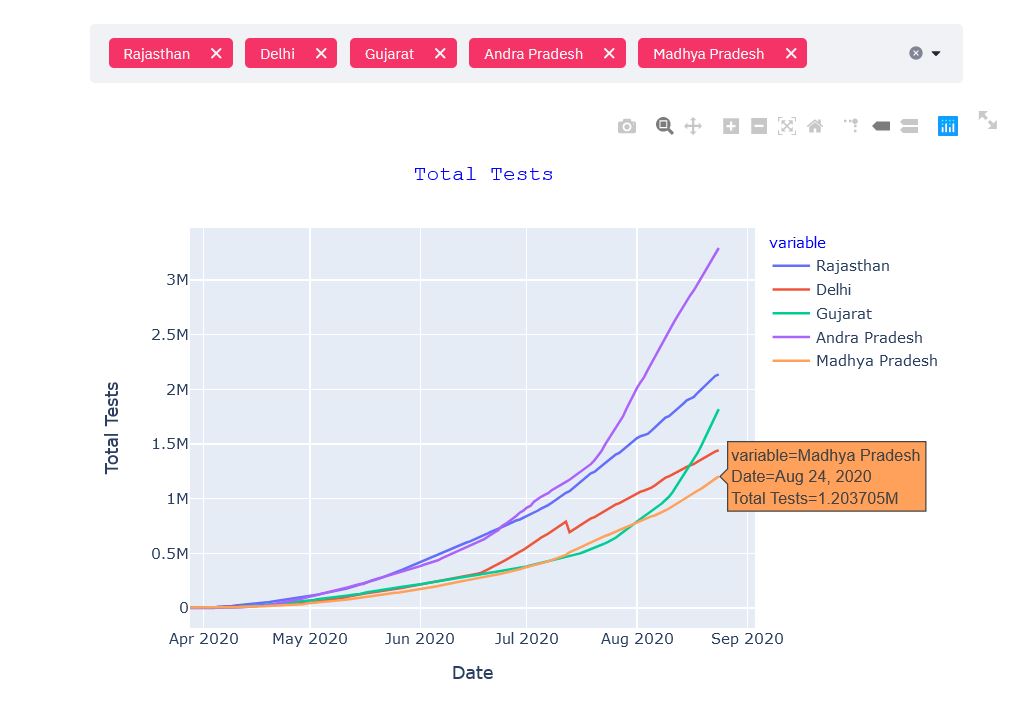 Rajasthan Delhi Gujarat Andra Pradesh Madhya Pradesh
Total Tests
variable
Rajasthan
Delhi
Gujarat
Andra Pradesh
Madhya Pradesh
3M
2.5M
2M
1.5M
1M
0.5M
0
Total Tests
variable=Madhya Pradesh
Date=Aug 24, 2020
Total Tests=1.203705M
Apr 2020 May 2020 Jun 2020 Jul 2020 Aug 2020 Sep 2020
Date